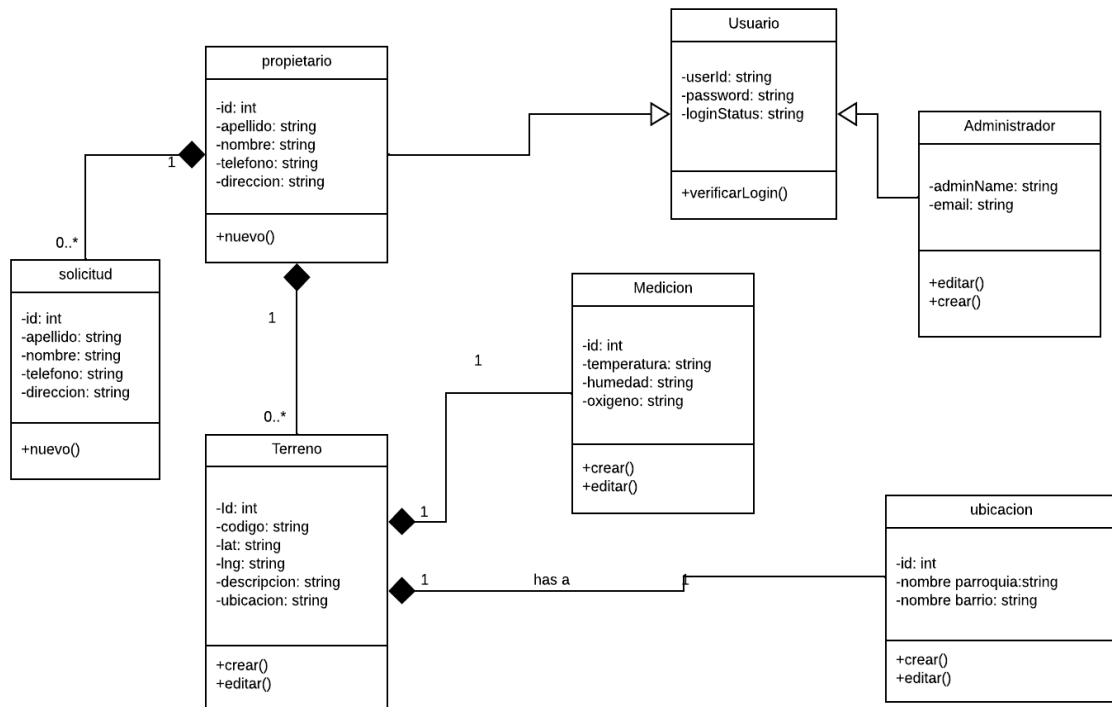 Usuario
-userId: string
-password: string
-loginStatus: string
+verificarLogin()
propietario
-id: int
-apellido: string
-nombre: string
-telefono: string
-direccion: string
+nuevo()
Administrador
-adminName: string
-email: string
+editar()
+crear()
1
0..*
solicitud
-id: int
-apellido: string
-nombre: string
-telefono: string
-direccion: string
+nuevo()
1
0..*
Medicion
-id: int
-temperatura: string
-humedad: string
-oxigeno: string
+crear()
+editar()
1
1
Terreno
-Id: int
-codigo: string
-lat: string
-lng: string
-descripcion: string
-ubicacion: string
+crear()
+editar()
1
has a
1
ubicacion
-id: int
-nombre parroquia:string
-nombre barrio: string
+crear()
+editar()